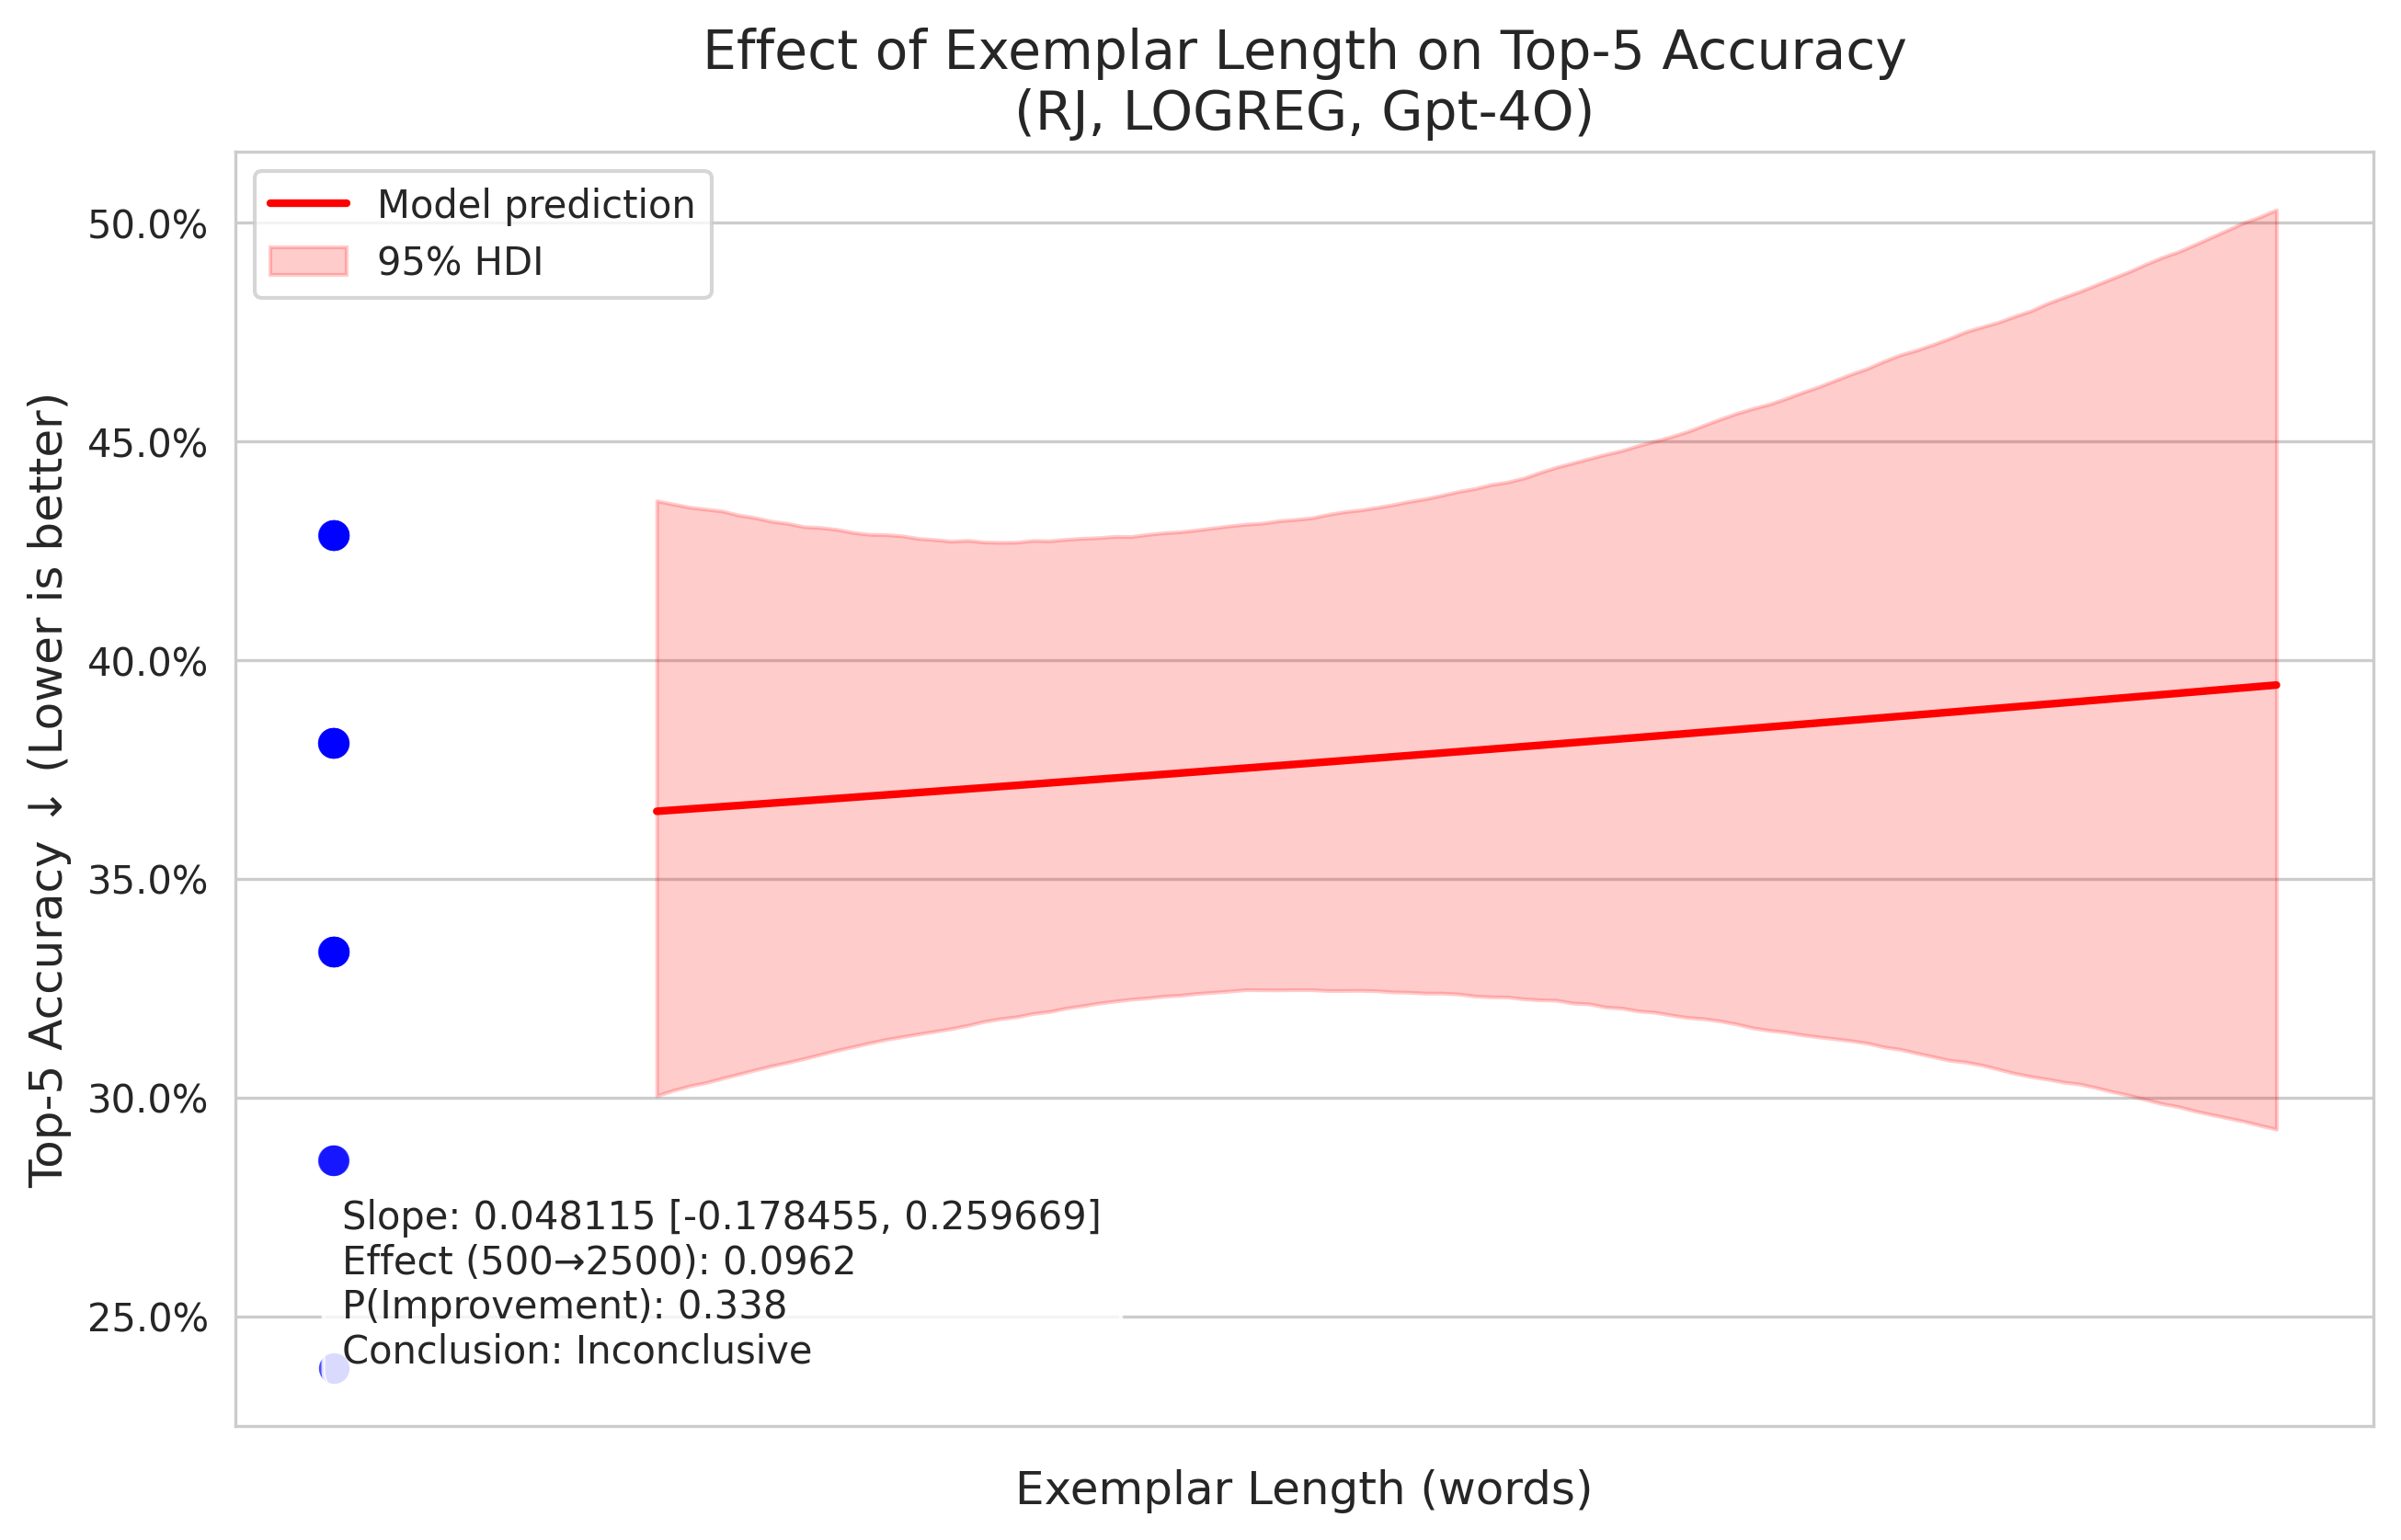 Effect of Exemplar Length on Top-5 Accuracy
(RJ, LOGREG, Gpt-4O)
Model prediction
95% HDI
Top-5 Accuracy ↓ (Lower is better)
50.0%
45.0%
40.0%
35.0%
30.0%
25.0%
Slope: 0.048115 [-0.178455, 0.259669]
Effect (500→2500): 0.0962
P(Improvement): 0.338
Conclusion: Inconclusive
Exemplar Length (words)